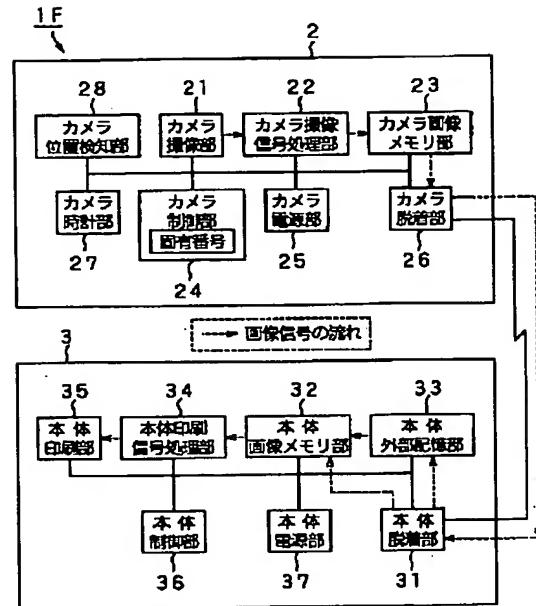 1F
2
28
21
22
23
カメラ
位置検知部
カメラ
撮像部
カメラ撮像
信号処理部
カメラ画像
メモリ部
カメラ
時計部
カメラ
制御部
固有番号
カメラ
電源部
カメラ
脱着部
27
24
25
26
画像信号の流れ
3
35
34
32
33
本体
印刷部
本体印刷
信号処理部
本体
画像メモリ部
本体
外部記憶部
本体
制御部
本体
電源部
本体
脱着部
36
37
31